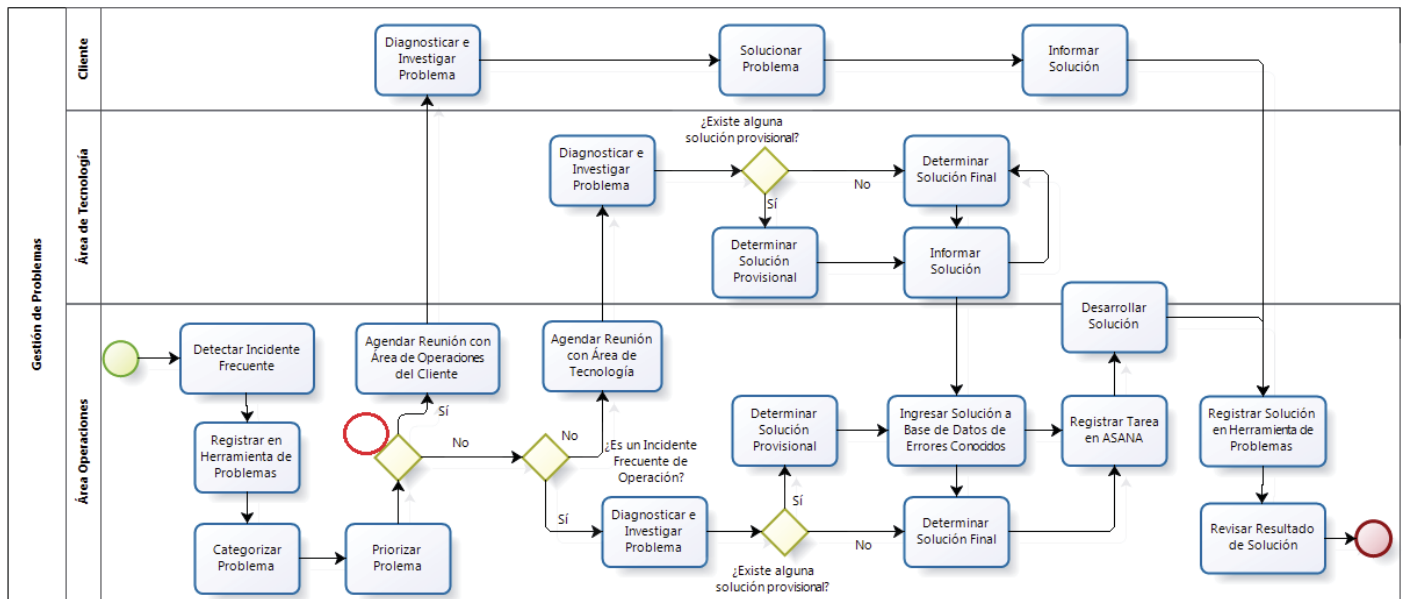 Gestión de Problemas
Cliente
Diagnosticar e
Investigar
Problema
Solucionar
Problema
Informar
Solución
Área de Tecnología
Diagnosticar e
Investigar
Problema
¿Existe alguna
solución provisional?
No
Sí
Determinar
Solución Final
Determinar
Solución
Provisional
Informar
Solución
Área Operaciones
Detectar Incidente
Frecuente
Registrar en
Herramienta de
Problemas
Categorizar
Problema
Priorizar
Prolema
Agendar Reunión con
Área de Operaciones
del Cliente
Sí
No
Agendar Reunión
con Área de
Tecnología
No
¿Es un Incidente
Frecuente de
Operación?
Sí
Diagnosticar e
Investigar
Problema
Determinar
Solución
Provisional
Sí
No
¿Existe alguna
solución provisional?
Ingresar Solución a
Base de Datos de
Errores Conocidos
Determinar
Solución Final
Desarrollar
Solución
Registrar Tarea
en ASANA
Registrar Solución
en Herramienta de
Problemas
Revisar Resultado
de Solución